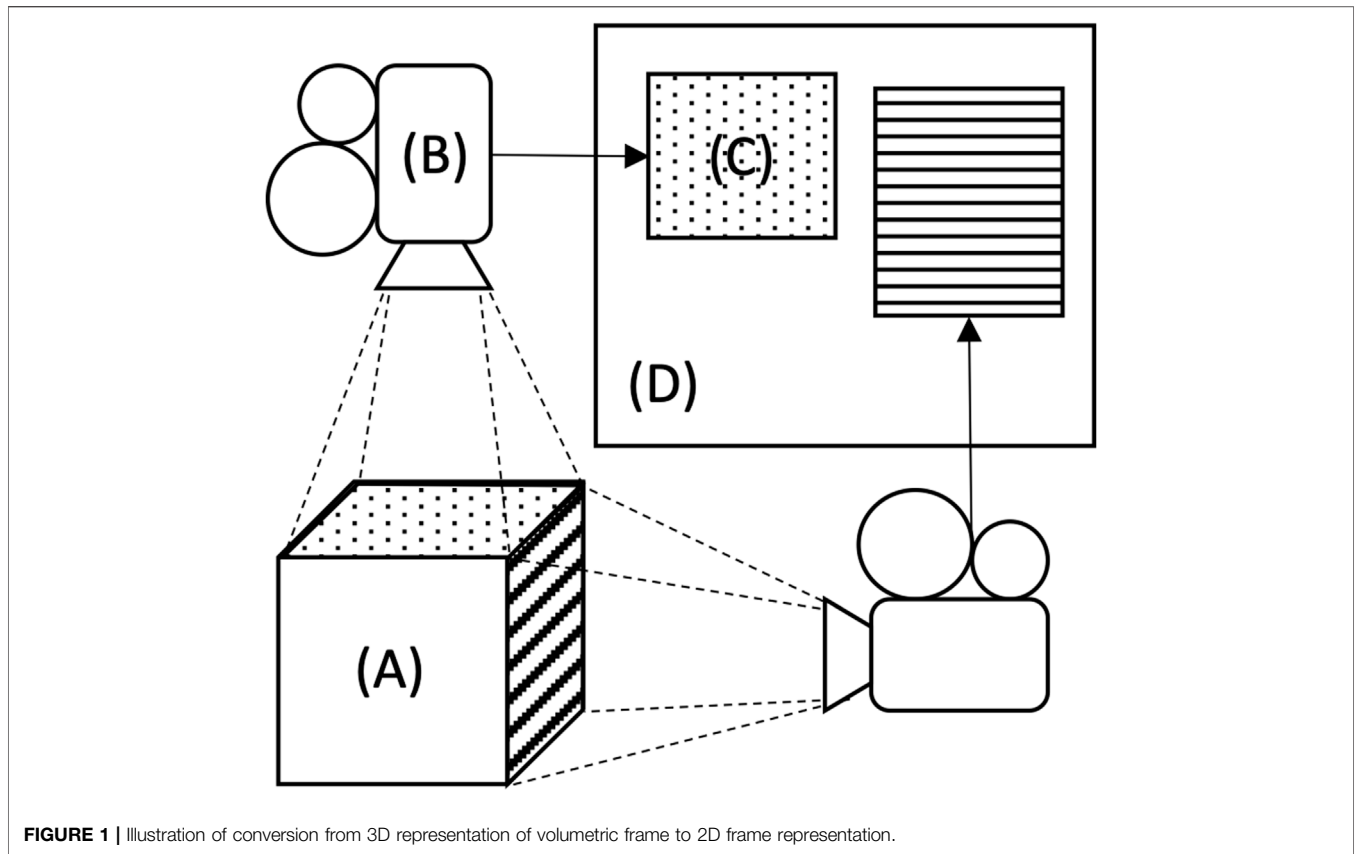 (B)
(C)
(D)
(A)
FIGURE 1 | Illustration of conversion from 3D representation of volumetric frame to 2D frame representation.